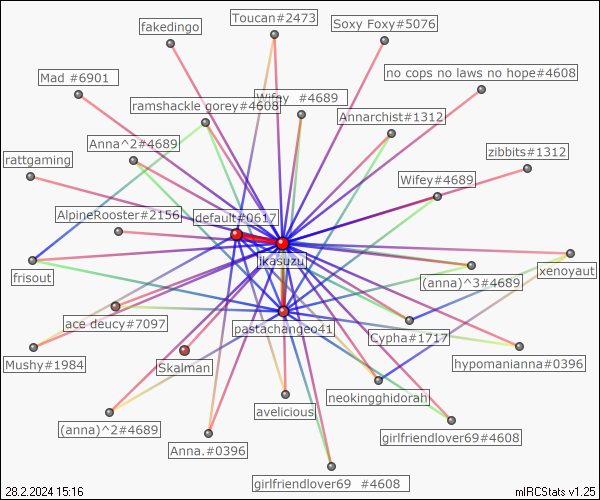 Toucan#2473
fakedingo
Soxy Foxy#5076
Mad #6901
no cops no laws no hope#4608
Wifey #4689
ramshackle gorey#4608
Annarchist#1312
Anna^2#4689
rattgaming
zibbits#1312
Wifey#4689
AlpineRooster#2156
default#0617
ikasuzu
frisout
xenoyaut
(anna)^3#4689
ace deucy#7097
pastachangeo41
Cypha#1717
Mushy#1984
Skalman
hypomanianna#0396
neokingghidorah
avelicious
(anna)^2#4689
girlfriendlover69#4608
Anna.#0396
girlfriendlover69 #4608
28.2.2024 15:16
mIRCStats v1.25